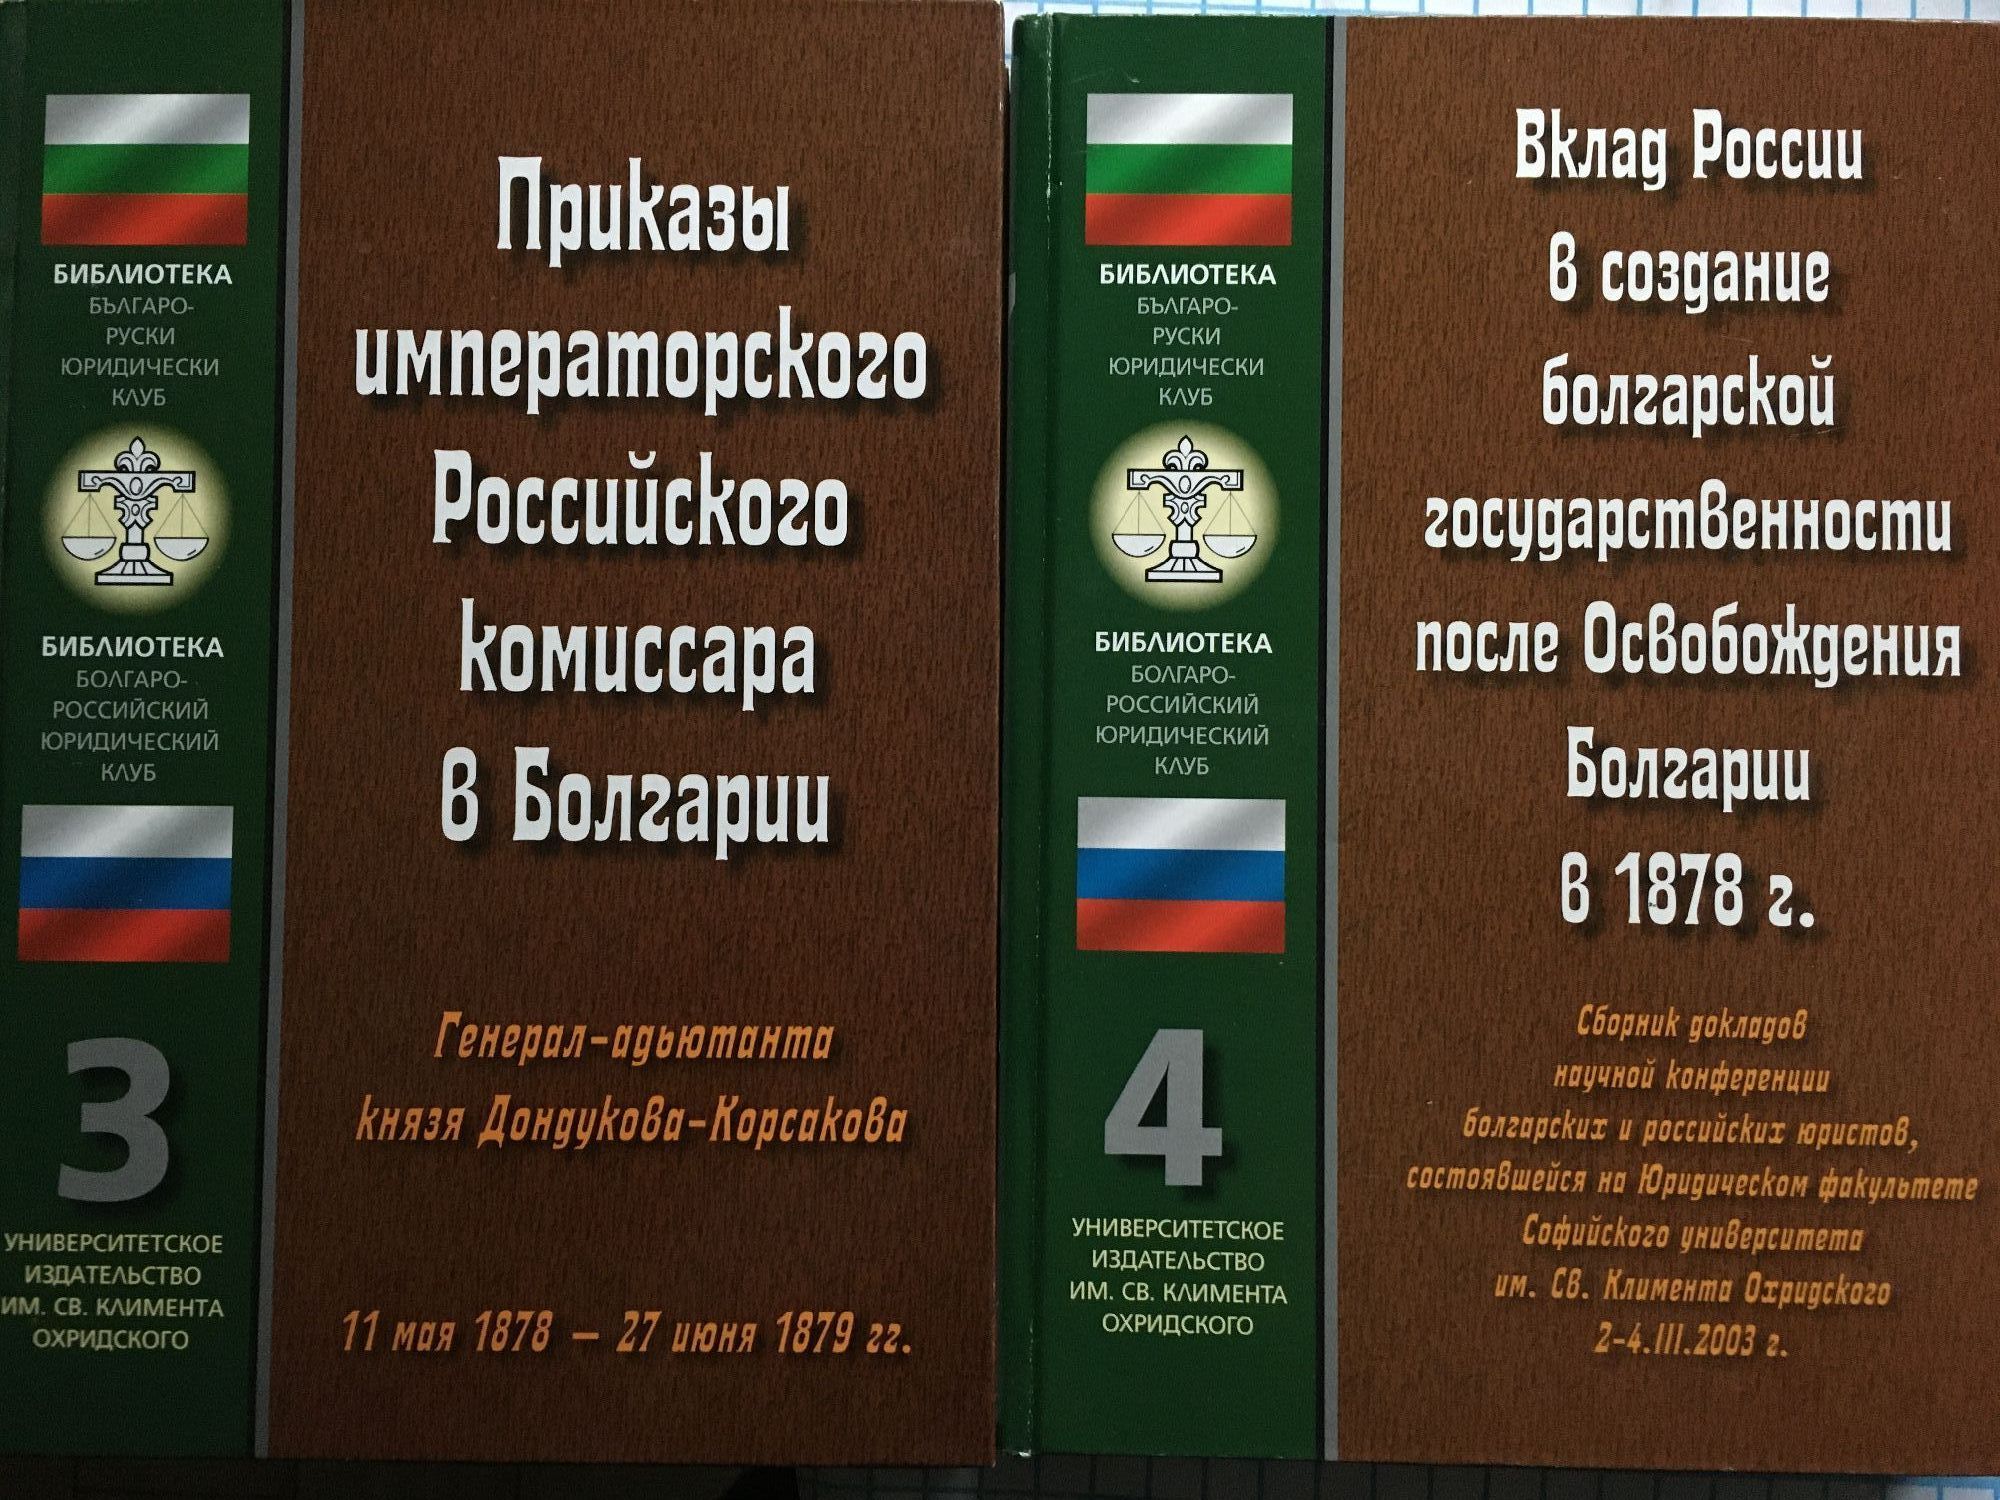 БИБЛИОТЕКА
БЪЛГАРО-
РУСКИ
ЮРИДИЧЕСКИ
КЛУБ
БИБЛИОТЕКА
БОЛГАРО-
РОССИЙСКИЙ
ЮРИДИЧЕСКИЙ
КЛУБ
3
УНИВЕРСИТЕТСКОЕ
ИЗДАТЕЛЬСТВО
ИМ. СВ. КЛИМЕНТА
ОХРИДСКОГО
Приказы
императорского
Российского
комиссара
в Болгарии
Генерал-адьютанта
князя Дондукова-Корсакова
11 мая 1878 – 27 июня 1879 гг.
БИБЛИОТЕКА
БЪЛГАРО-
РУСКИ
ЮРИДИЧЕСКИ
КЛУБ
БИБЛИОТЕКА
БОЛГАРО-
РОССИЙСКИЙ
ЮРИДИЧЕСКИЙ
КЛУБ
4
УНИВЕРСИТЕТСКОЕ
ИЗДАТЕЛЬСТВО
ИМ. СВ. КЛИМЕНТА
ОХРИДСКОГО
Вклад России
в создание
болгарской
государственности
после Освобождения
Болгарии
в 1878 г.
Сборник докладов
научной конференции
болгарских и российских юристов,
состоявшейся на Юридическом факультете
Софийского университета
им. Св. Климента Охридского
2-4.III.2003 г.